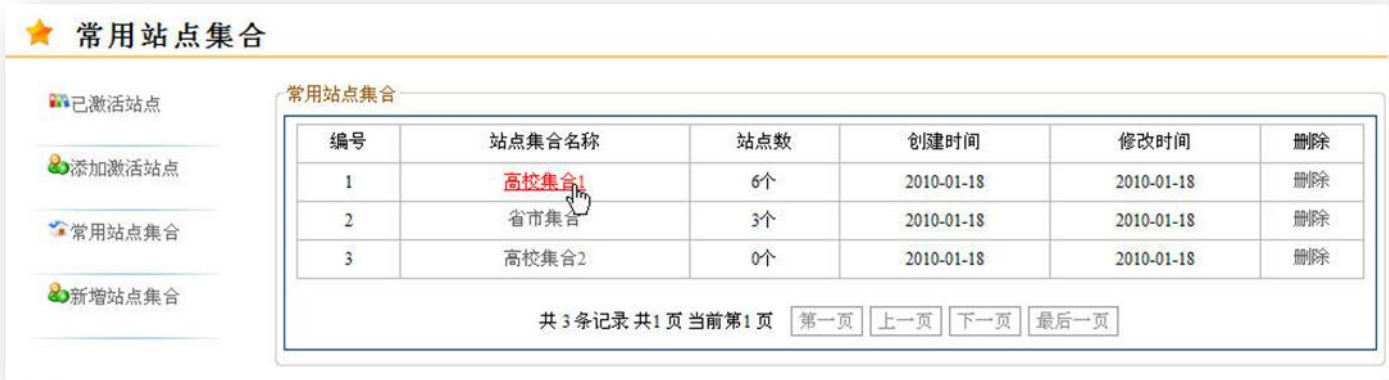 常用站点集合
已激活站点
添加激活站点
常用站点集合
新增站点集合
常用站点集合
编号 站点集合名称 站点数 创建时间 修改时间 删除
1 高校集合1 6个 2010-01-18 2010-01-18 删除
2 省市集合 3个 2010-01-18 2010-01-18 删除
3 高校集合2 0个 2010-01-18 2010-01-18 删除
共 3 条记录 共1 页 当前第1 页 第一页 上一页 下一页 最后一页